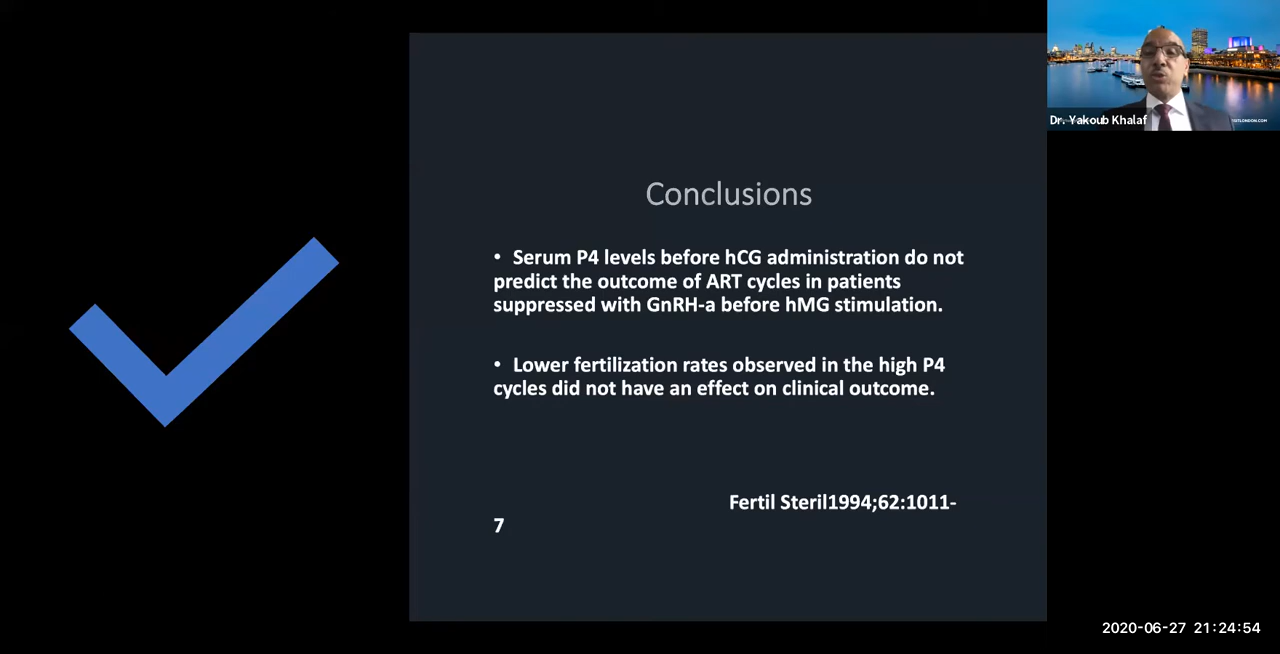 Conclusions
• Serum P4 levels before hCG administration do not
predict the outcome of ART cycles in patients
suppressed with GnRH-a before hMG stimulation.
• Lower fertilization rates observed in the high P4
cycles did not have an effect on clinical outcome.
Fertil Steril1994;62:1011-
7
Dr. Yakoub Khalaf
2020-06-27 21:24:54